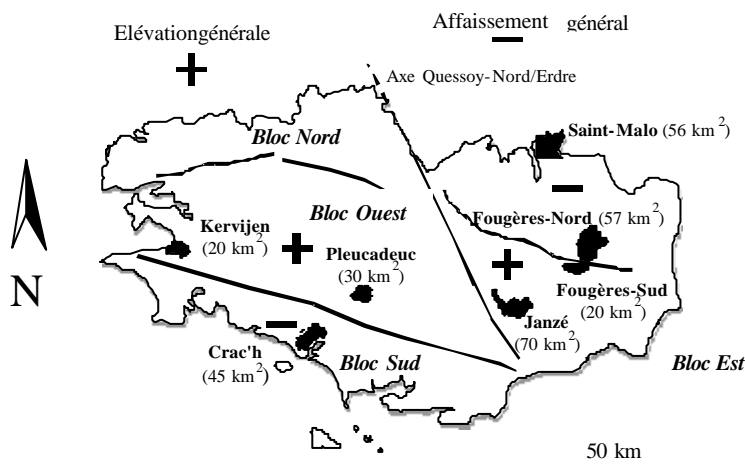 Elévationgénérale
+
Affaissement général
−
Axe Quessoy-Nord/Erdre
Bloc Nord
Saint-Malo (56 km²)
−
Kervijen
(20 km²)
Bloc Ouest
+
Fougères-Nord (57 km²)
Pleucadeuc
(30 km²)
+
N
Fougères-Sud
(20 km²)
Janzé
(70 km²)
−
Crac'h
(45 km²)
Bloc Sud
Bloc Est
50 km